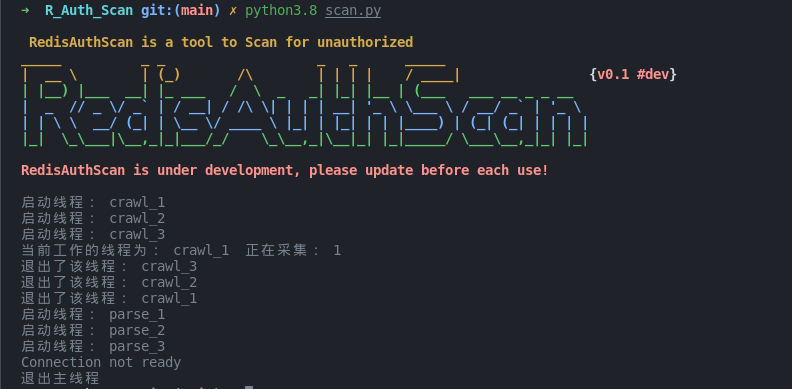 ➜ R_Auth_Scan git:(main) ✗ python3.8 scan.py
RedisAuthScan is a tool to Scan for unauthorized
RedisAuthScan {v0.1 #dev}
RedisAuthScan is under development, please update before each use!
启动线程： crawl_1
启动线程： crawl_2
启动线程： crawl_3
当前工作的线程为： crawl_1 正在采集： 1
退出了该线程： crawl_3
退出了该线程： crawl_2
退出了该线程： crawl_1
启动线程： parse_1
启动线程： parse_2
启动线程： parse_3
Connection not ready
退出主线程